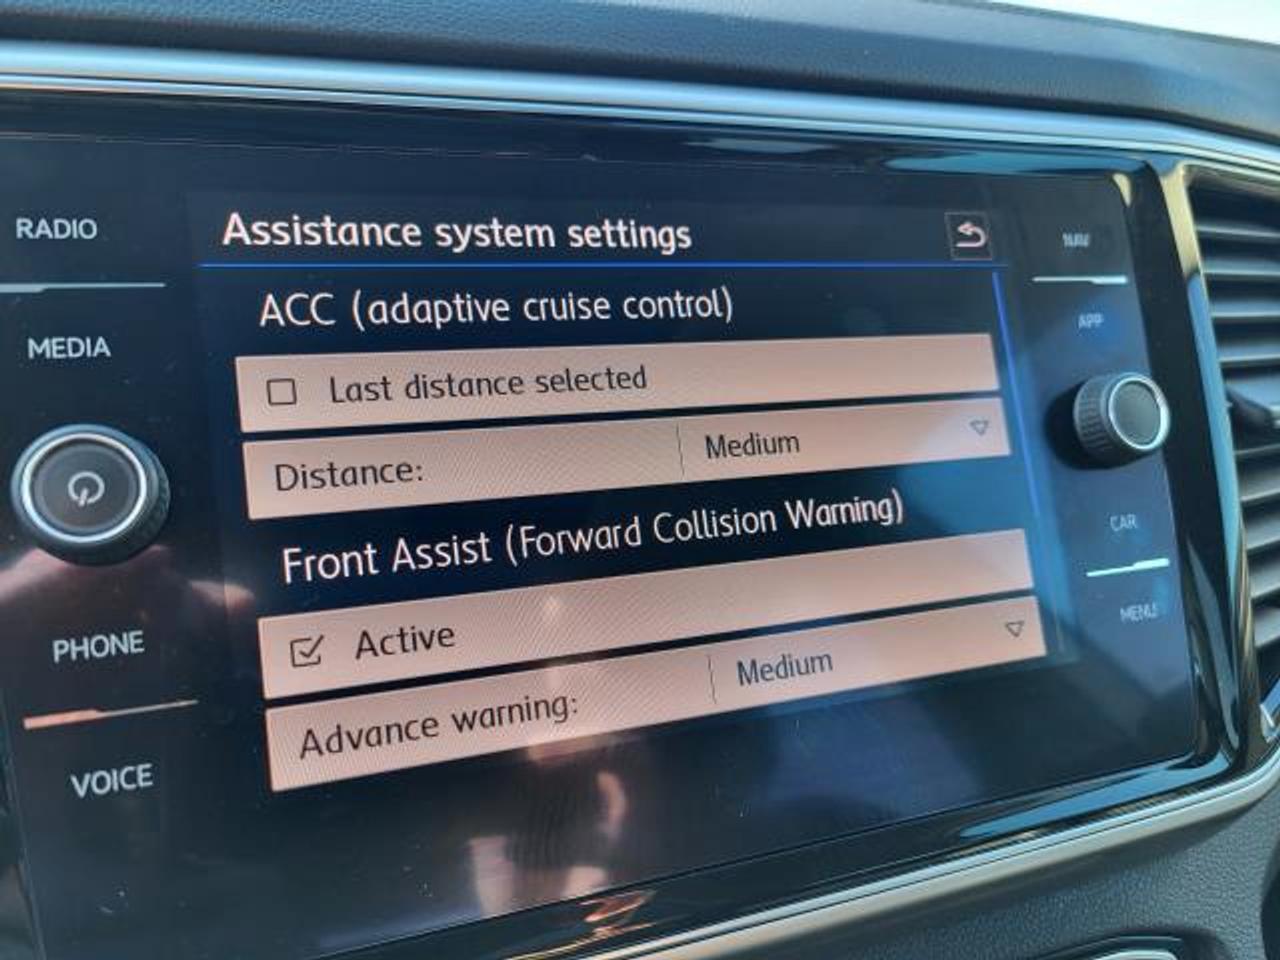 RADIO
MEDIA
PHONE
VOICE
Assistance system settings
ACC (adaptive cruise control)
Last distance selected
Distance: Medium
Front Assist (Forward Collision Warning)
Active
Advance warning: Medium
NAV
APP
CAR
MENU